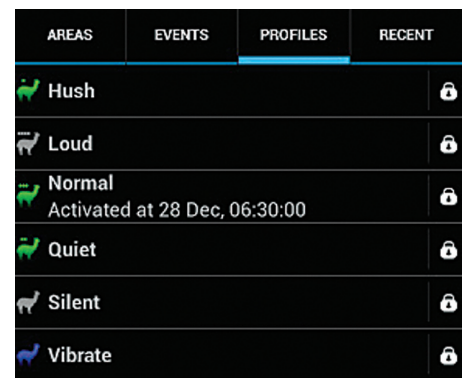 AREAS EVENTS PROFILES RECENT
Hush
Loud
Normal
Activated at 28 Dec, 06:30:00
Quiet
Silent
Vibrate